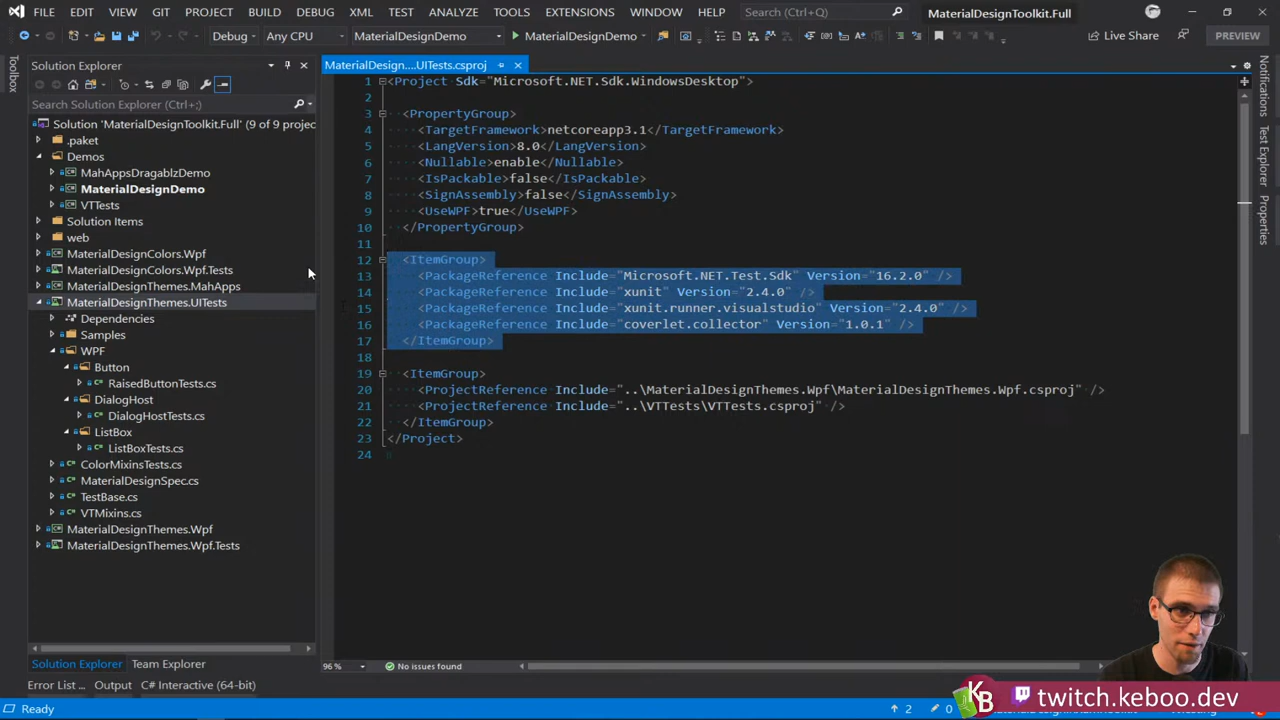 FILE EDIT VIEW GIT PROJECT BUILD DEBUG XML TEST ANALYZE TOOLS EXTENSIONS WINDOW HELP Search (Ctrl+Q) MaterialDesignToolkit.Full
Debug Any CPU MaterialDesignDemo MaterialDesignDemo Live Share PREVIEW
Toolbox
Solution Explorer
Search Solution Explorer (Ctrl+;)
Solution 'MaterialDesignToolkit.Full' (9 of 9 projec
.paket
Demos
MahAppsDragablzDemo
MaterialDesignDemo
VTTests
Solution Items
web
MaterialDesignColors.Wpf
MaterialDesignColors.Wpf.Tests
MaterialDesignThemes.MahApps
MaterialDesignThemes.UITests
Dependencies
Samples
WPF
Button
RaisedButtonTests.cs
DialogHost
DialogHostTests.cs
ListBox
ListBoxTests.cs
ColorMixinsTests.cs
MaterialDesignSpec.cs
TestBase.cs
VTMixins.cs
MaterialDesignThemes.Wpf
MaterialDesignThemes.Wpf.Tests
Solution Explorer Team Explorer
MaterialDesign....UITests.csproj
1 <Project Sdk="Microsoft.NET.Sdk.WindowsDesktop">
2
3 <PropertyGroup>
4 <TargetFramework>netcoreapp3.1</TargetFramework>
5 <LangVersion>8.0</LangVersion>
6 <Nullable>enable</Nullable>
7 <IsPackable>false</IsPackable>
8 <SignAssembly>false</SignAssembly>
9 <UseWPF>true</UseWPF>
10 </PropertyGroup>
11
12 <ItemGroup>
13 <PackageReference Include="Microsoft.NET.Test.Sdk" Version="16.2.0" />
14 <PackageReference Include="xunit" Version="2.4.0" />
15 <PackageReference Include="xunit.runner.visualstudio" Version="2.4.0" />
16 <PackageReference Include="coverlet.collector" Version="1.0.1" />
17 </ItemGroup>
18
19 <ItemGroup>
20 <ProjectReference Include="..\MaterialDesignThemes.Wpf\MaterialDesignThemes.Wpf.csproj" />
21 <ProjectReference Include="..\VTTests\VTTests.csproj" />
22 </ItemGroup>
23 </Project>
24
96 % No issues found
Notifications
Test Explorer
Properties
Error List ... Output C# Interactive (64-bit)
KB twitch.keboo.dev
Ready 2 0